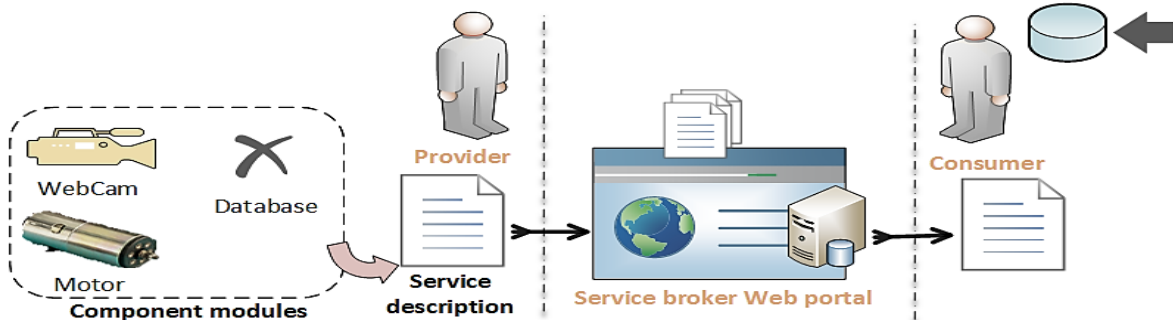 Provider
Consumer
WebCam
Database
Motor
Component modules
Service
description
Service broker Web portal